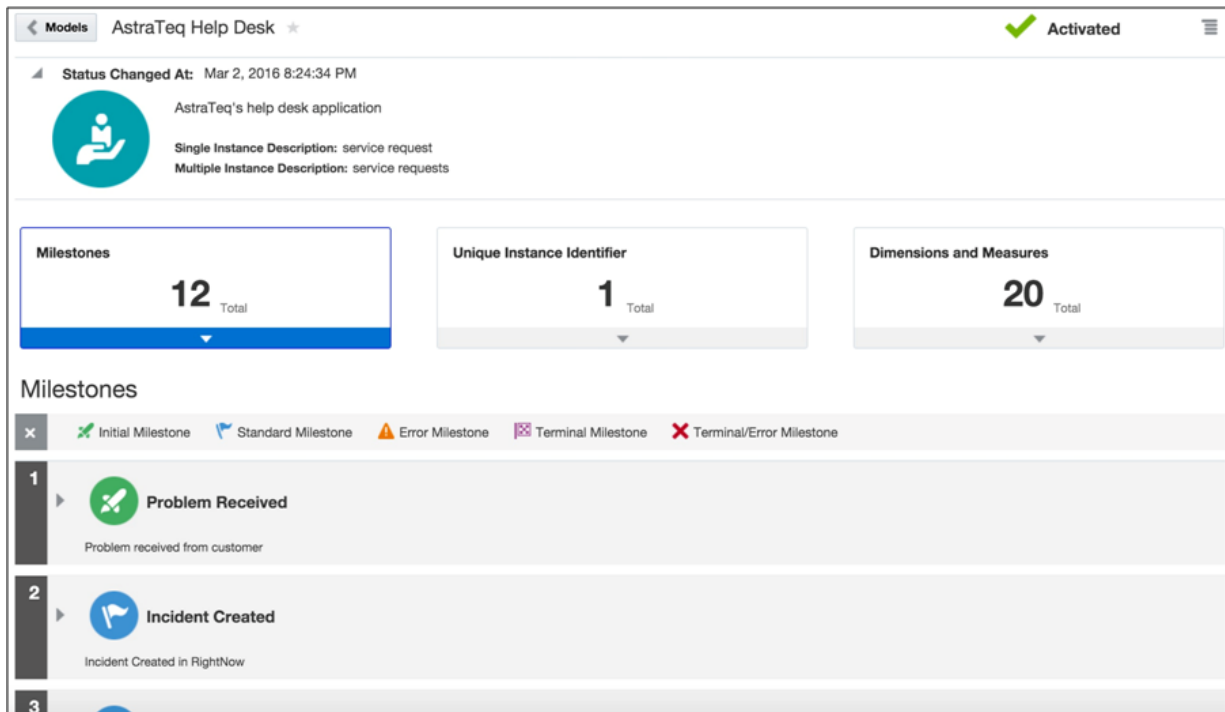 Models AstraTeq Help Desk Activated
Status Changed At: Mar 2, 2016 8:24:34 PM
AstraTeq's help desk application
Single Instance Description: service request
Multiple Instance Description: service requests
Milestones Unique Instance Identifier Dimensions and Measures
12 Total 1 Total 20 Total
Milestones
Initial Milestone Standard Milestone Error Milestone Terminal Milestone Terminal/Error Milestone
1
Problem Received
Problem received from customer
2
Incident Created
Incident Created in RightNow
3